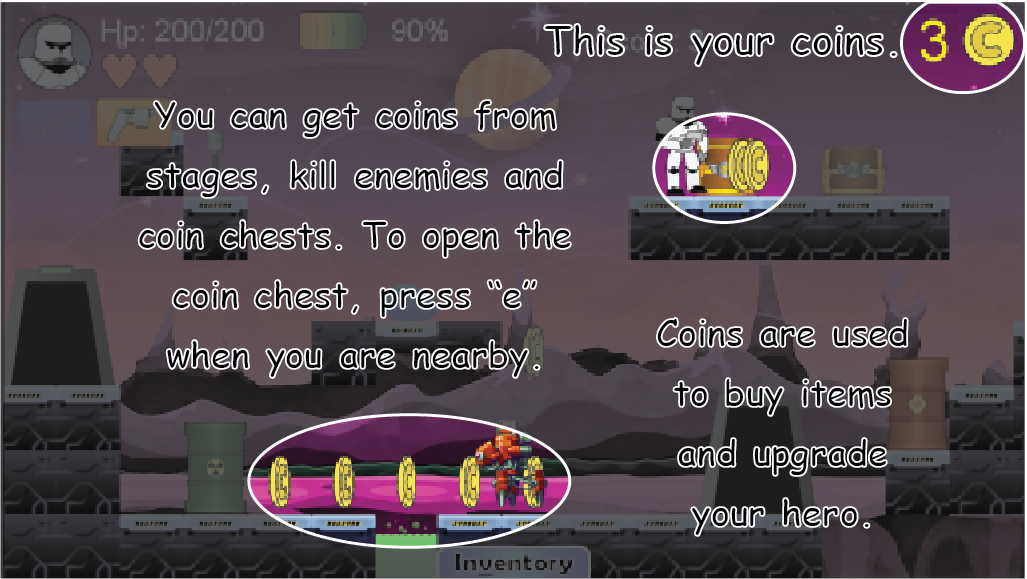 Hp: 200/200
90%
This is your coins.
3
You can get coins from
stages, kill enemies and
coin chests. To open the
coin chest, press “e”
when you are nearby.
Coins are used
to buy items
and upgrade
your hero.
Inventory